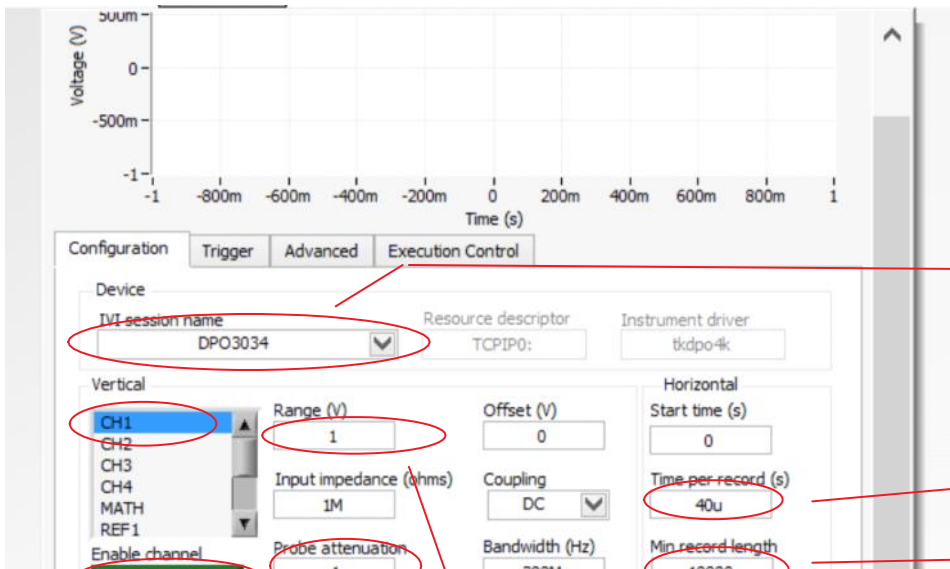 500m
Voltage (V)
0
-500m
-1
-1 -800m -600m -400m -200m 0 200m 400m 600m 800m 1
Time (s)
Configuration Trigger Advanced Execution Control
Device
IVI session name Resource descriptor Instrument driver
DPO3034 TCPIP0: tkdpo4k
Vertical Horizontal
CH1 Range (V) Offset (V) Start time (s)
CH2 1 0 0
CH3
CH4 Input impedance (ohms) Coupling Time per record (s)
MATH 1M DC 40u
REF1
Enable channel Probe attenuation Bandwidth (Hz) Min record length